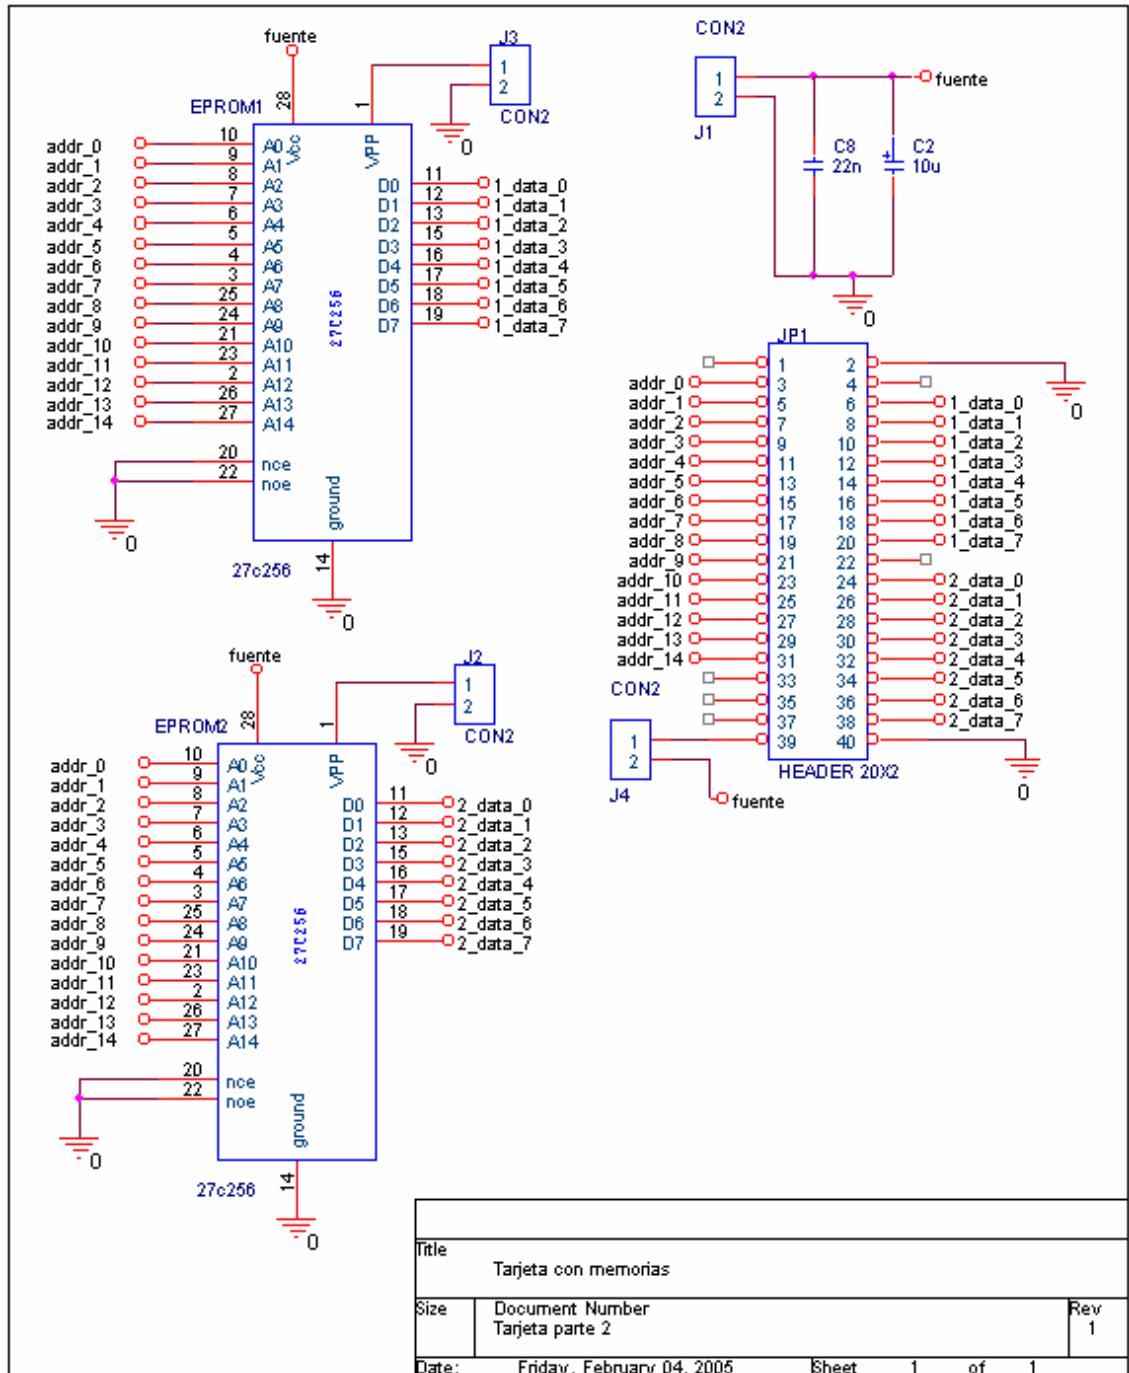 fuente
J3
1
2
CON2
0
EPROM1
28
Vcc
1
VPP
addr_0 10 A0
addr_1 9 A1
addr_2 8 A2
addr_3 7 A3
addr_4 6 A4
addr_5 5 A5
addr_6 4 A6
addr_7 3 A7
addr_8 25 A8
addr_9 24 A9
addr_10 21 A10
addr_11 23 A11
addr_12 2 A12
addr_13 26 A13
addr_14 27 A14
20 nce
22 noe
0
D0 11 1_data_0
D1 12 1_data_1
D2 13 1_data_2
D3 15 1_data_3
D4 16 1_data_4
D5 17 1_data_5
D6 18 1_data_6
D7 19 1_data_7
27C256
ground
14
0
27c256
CON2
1
2
J1
fuente
C8
22n
C2
10u
0
JP1
1 2
0
addr_0 3 4
addr_1 5 6 1_data_0
addr_2 7 8 1_data_1
addr_3 9 10 1_data_2
addr_4 11 12 1_data_3
addr_5 13 14 1_data_4
addr_6 15 16 1_data_5
addr_7 17 18 1_data_6
addr_8 19 20 1_data_7
addr_9 21 22
addr_10 23 24 2_data_0
addr_11 25 26 2_data_1
addr_12 27 28 2_data_2
addr_13 29 30 2_data_3
addr_14 31 32 2_data_4
33 34 2_data_5
35 36 2_data_6
37 38 2_data_7
39 40
0
HEADER 20X2
CON2
1
2
J4
fuente
fuente
J2
1
2
CON2
0
EPROM2
28
Vcc
1
VPP
addr_0 10 A0
addr_1 9 A1
addr_2 8 A2
addr_3 7 A3
addr_4 6 A4
addr_5 5 A5
addr_6 4 A6
addr_7 3 A7
addr_8 25 A8
addr_9 24 A9
addr_10 21 A10
addr_11 23 A11
addr_12 2 A12
addr_13 26 A13
addr_14 27 A14
20 nce
22 noe
0
D0 11 2_data_0
D1 12 2_data_1
D2 13 2_data_2
D3 15 2_data_3
D4 16 2_data_4
D5 17 2_data_5
D6 18 2_data_6
D7 19 2_data_7
27C256
ground
14
0
27c256
Title
Tarjeta con memorias
Size Document Number Rev
Tarjeta parte 2 1
Date: Friday, February 04, 2005 Sheet 1 of 1